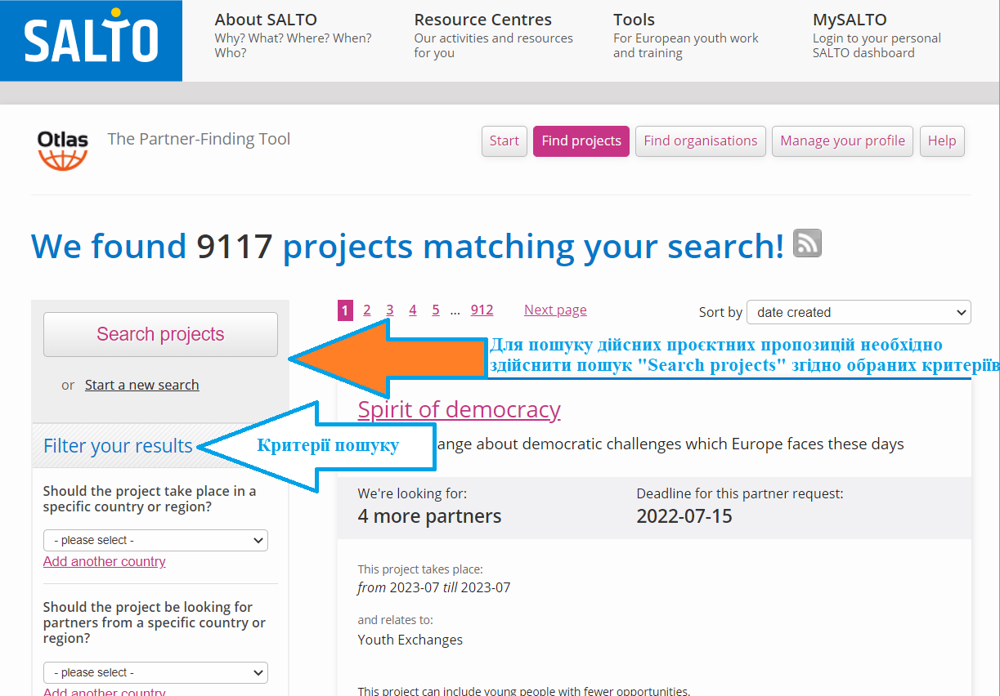 SALTO
About SALTO
Why? What? Where? When?
Who?
Resource Centres
Our activities and resources
for you
Tools
For European youth work
and training
MySALTO
Login to your personal
SALTO dashboard
Otlas
The Partner-Finding Tool
Start
Find projects
Find organisations
Manage your profile
Help
We found 9117 projects matching your search!
Search projects
or Start a new search
1 2 3 4 5 ... 912 Next page
Sort by date created
Для пошуку дійсних проєктних пропозицій необхідно
здійснити пошук "Search projects" згідно обраних критеріїв
Filter your results
Критерії пошуку
Should the project take place in a
specific country or region?
- please select -
Add another country
Should the project be looking for
partners from a specific country or
region?
- please select -
Add another country
Spirit of democracy
ange about democratic challenges which Europe faces these days
We're looking for:
4 more partners
Deadline for this partner request:
2022-07-15
This project takes place:
from 2023-07 till 2023-07
and relates to:
Youth Exchanges
This project can include young people with fewer opportunities.